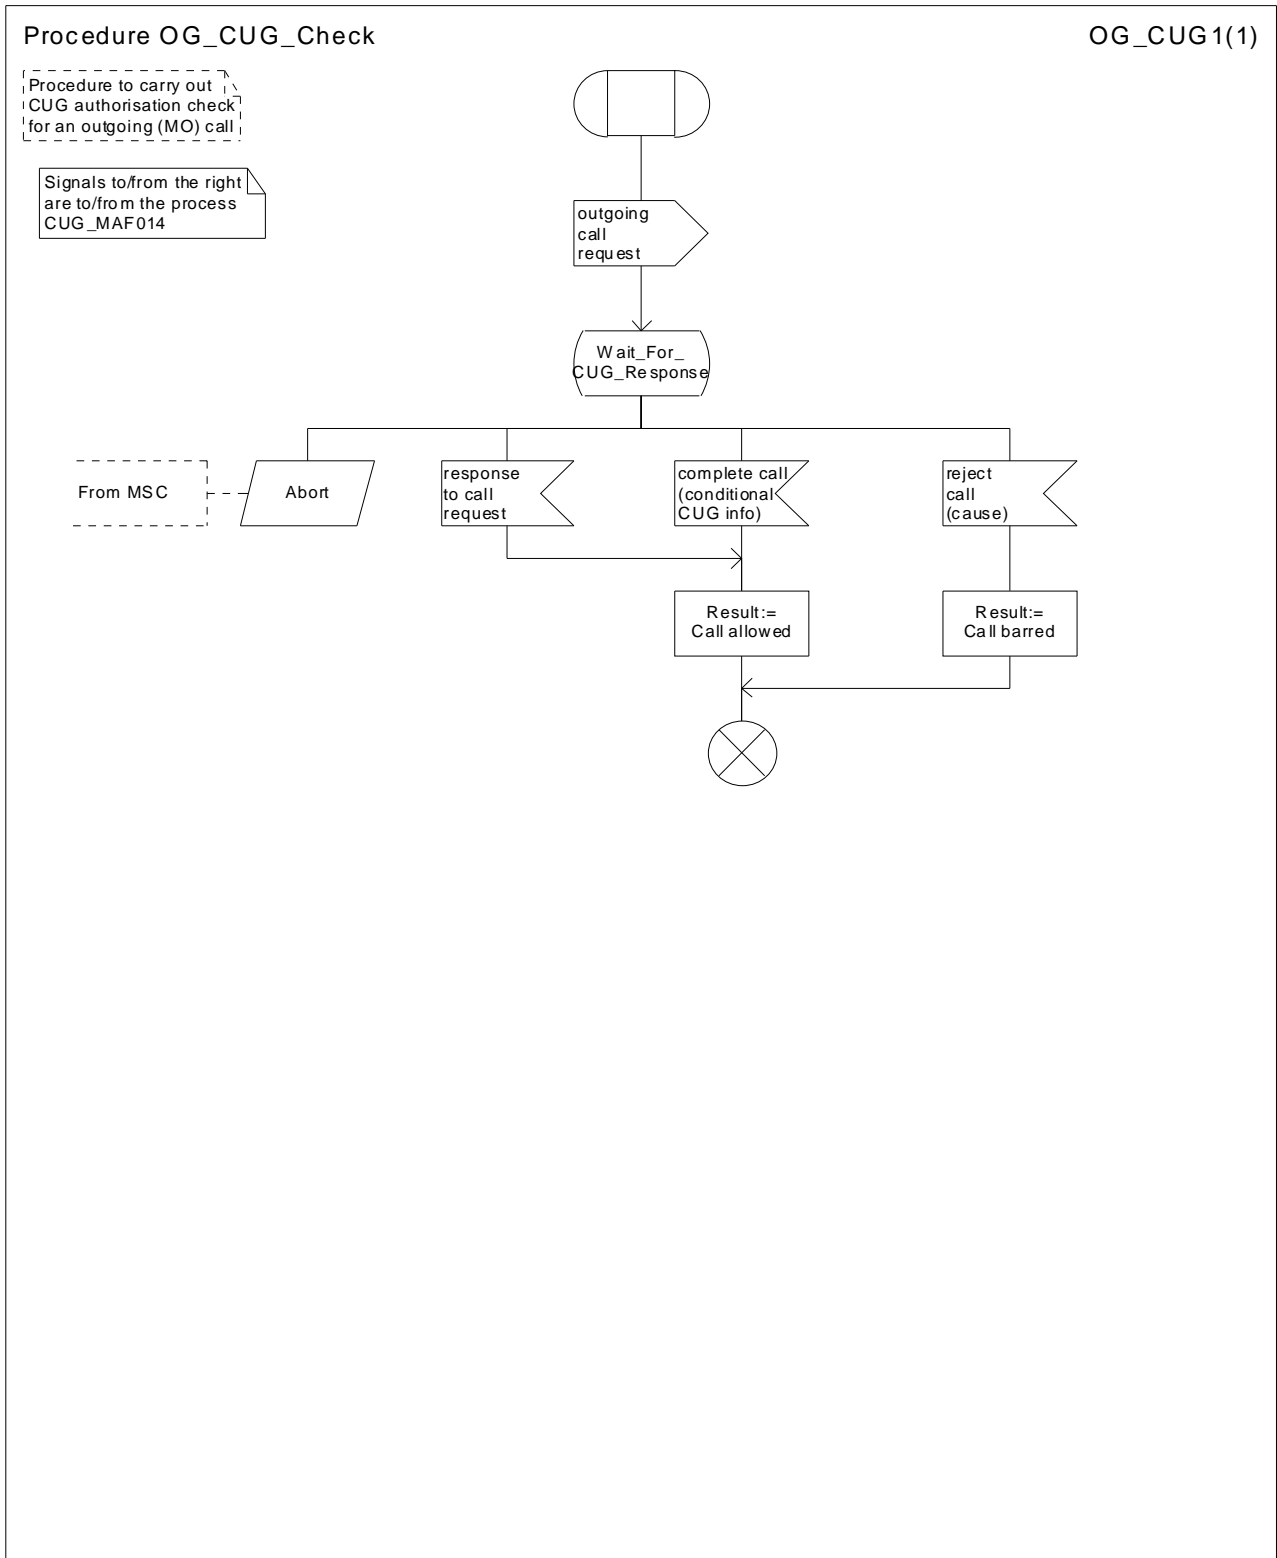 Procedure OG_CUG_Check
OG_CUG1(1)
Procedure to carry out
CUG authorisation check
for an outgoing (MO) call
Signals to/from the right
are to/from the process
CUG_MAF014
outgoing
call
request
Wait_For_
CUG_Response
From MSC
Abort
response
to call
request
complete call
(conditional
CUG info)
reject
call
(cause)
Result:=
Call allowed
Result:=
Call barred